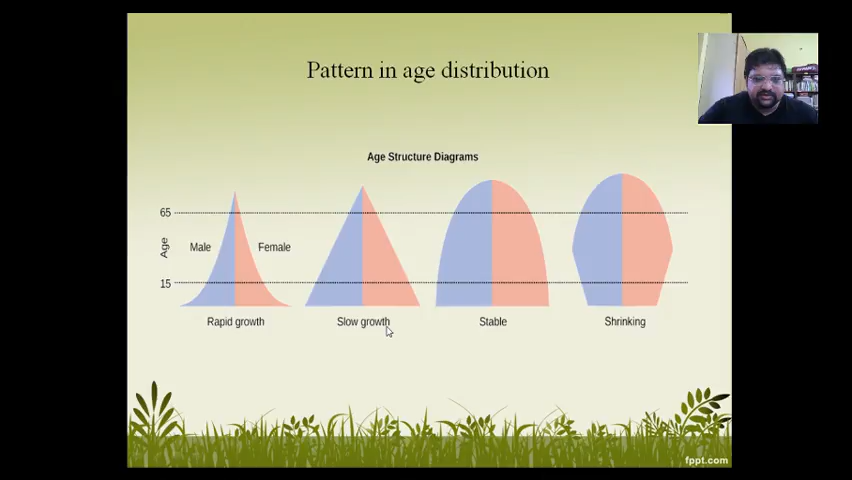 Pattern in age distribution
Age Structure Diagrams
65
Age
Male
Female
15
Rapid growth
Slow growth
Stable
Shrinking
fppt.com